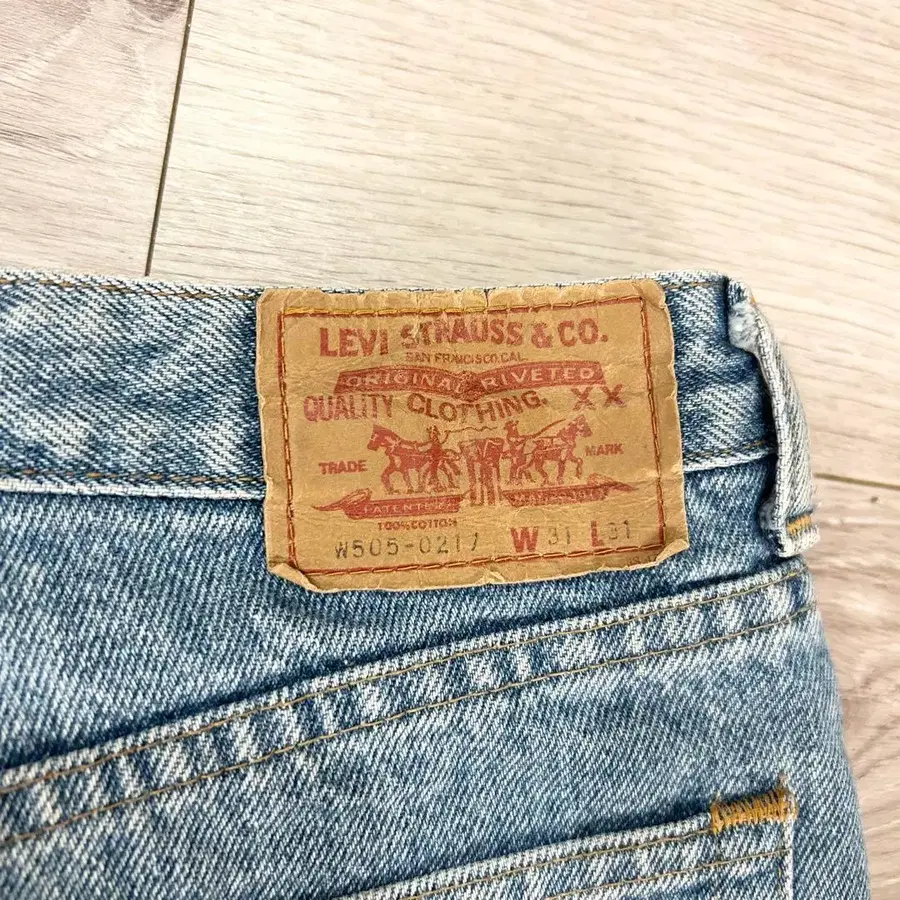 LEVI STRAUSS & CO.
SAN FRANCISCO, CAL.
ORIGINAL RIVETED
QUALITY CLOTHING. XX
TRADE MARK
100% COTTON
W505-0217 W 31 L 31